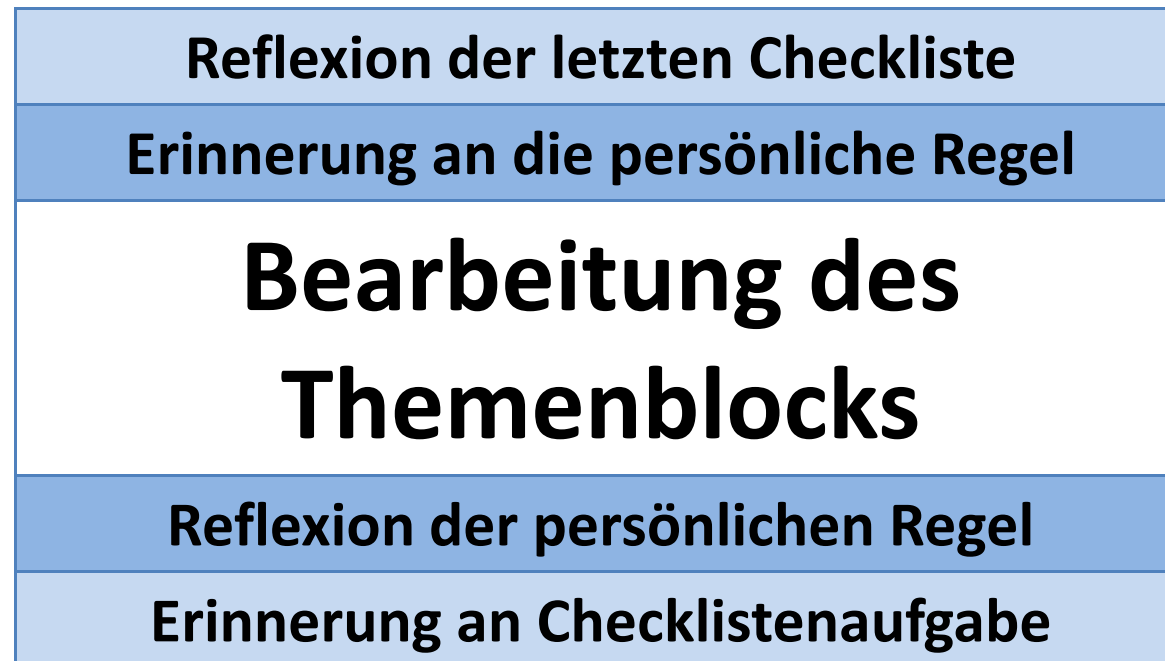 Reflexion der letzten Checkliste
Erinnerung an die persönliche Regel
Bearbeitung des
Themenblocks
Reflexion der persönlichen Regel
Erinnerung an Checklistenaufgabe